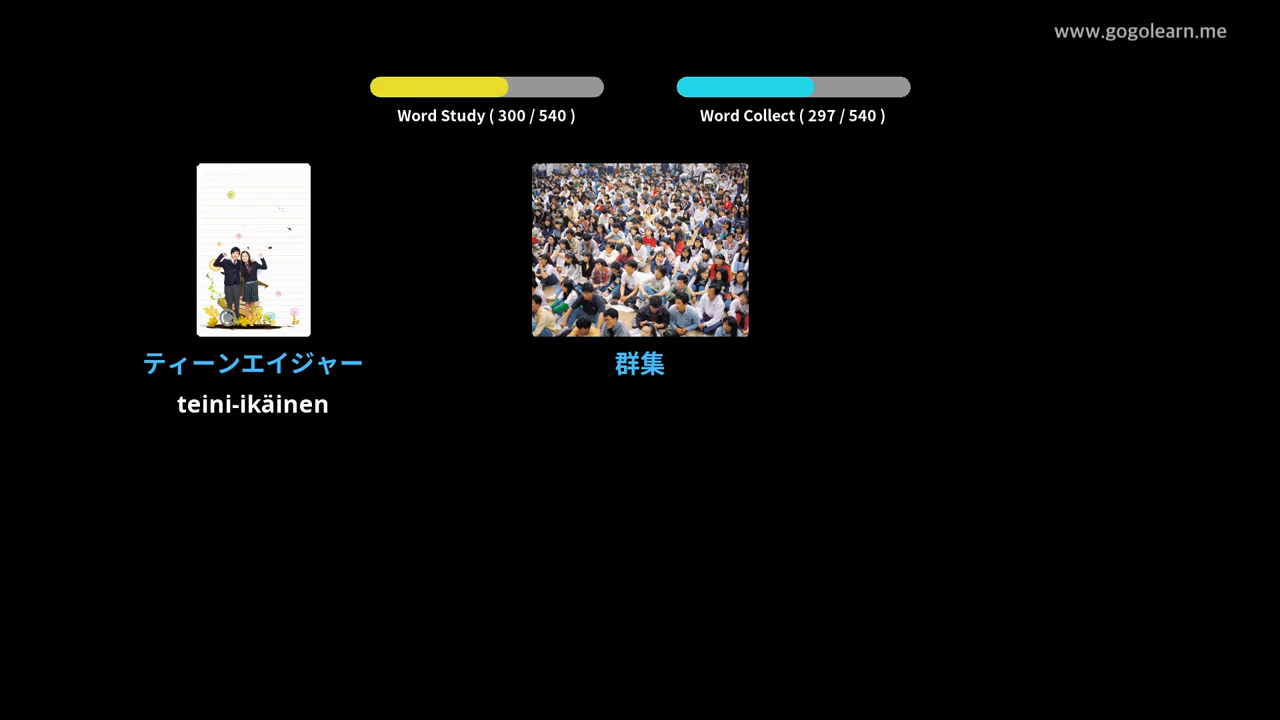 www.gogolearn.me
Word Study ( 300 / 540 )
Word Collect ( 297 / 540 )
ティーンエイジャー
teini-ikäinen
群集